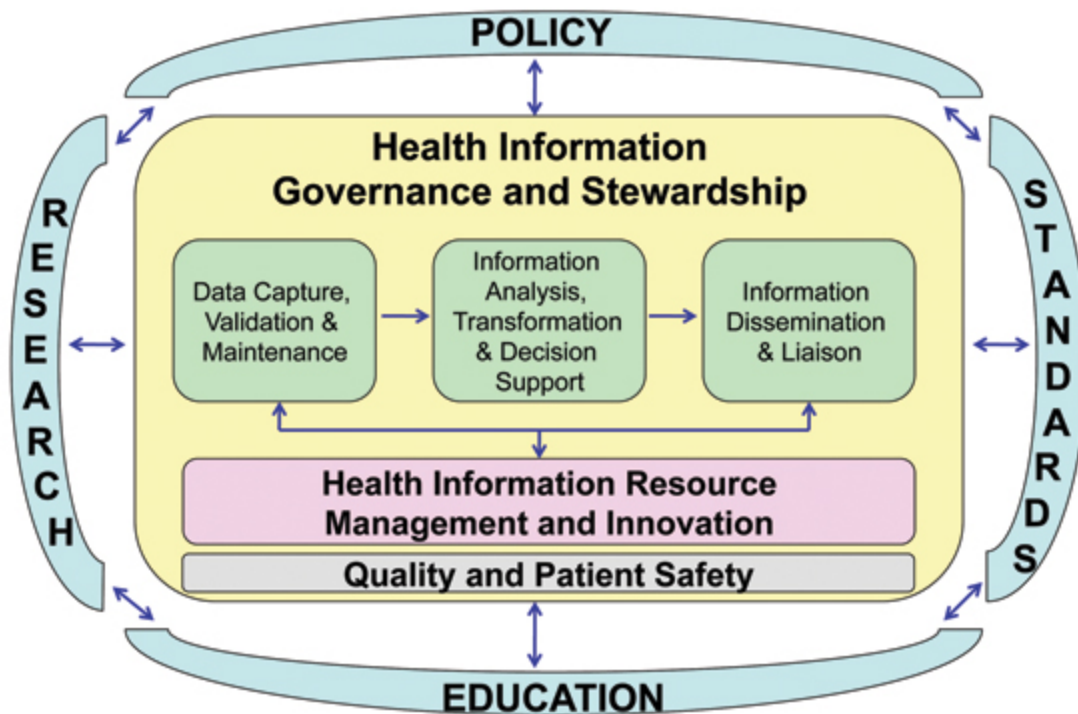 POLICY
Health Information
Governance and Stewardship
RESEARCH
STANDARDS
Data Capture,
Validation &
Maintenance
Information
Analysis,
Transformation
& Decision
Support
Information
Dissemination
& Liaison
Health Information Resource
Management and Innovation
Quality and Patient Safety
EDUCATION